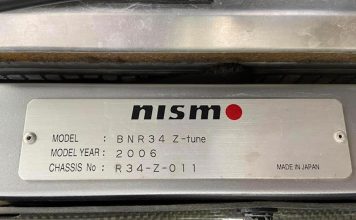 nismo
MODEL : BNR34 Z-tune
MODEL YEAR : 2006
CHASSIS No : R34-Z-011
MADE IN JAPAN